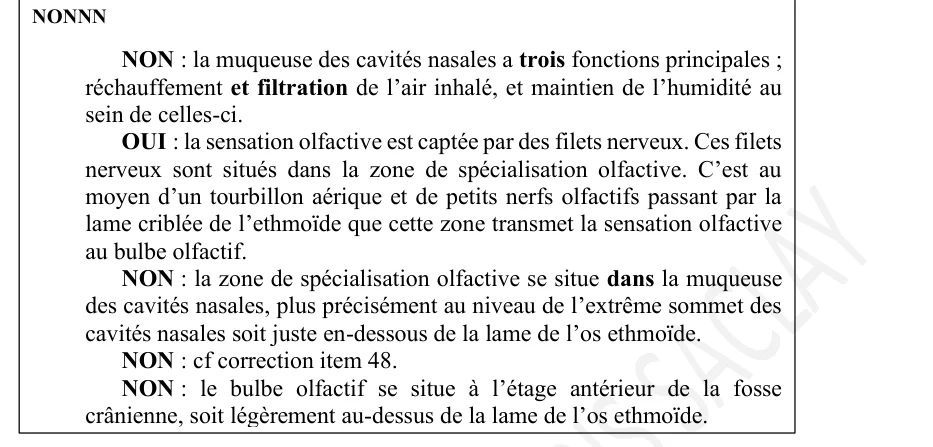 NONNN
NON : la muqueuse des cavités nasales a trois fonctions principales ;
réchauffement et filtration de l'air inhalé, et maintien de l'humidité au
sein de celles-ci.
OUI : la sensation olfactive est captée par des filets nerveux. Ces filets
nerveux sont situés dans la zone de spécialisation olfactive. C'est au
moyen d'un tourbillon aérique et de petits nerfs olfactifs passant par la
lame criblée de l'ethmoïde que cette zone transmet la sensation olfactive
au bulbe olfactif.
NON : la zone de spécialisation olfactive se situe dans la muqueuse
des cavités nasales, plus précisément au niveau de l'extrême sommet des
cavités nasales soit juste en-dessous de la lame de l'os ethmoïde.
NON : cf correction item 48.
NON : le bulbe olfactif se situe à l'étage antérieur de la fosse
crânienne, soit légèrement au-dessus de la lame de l'os ethmoïde.
SACLAY